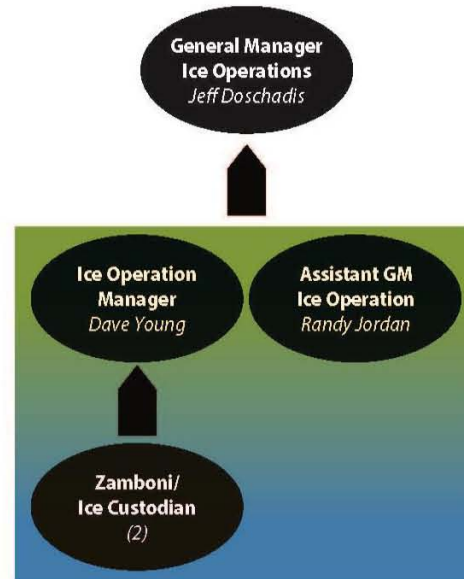 General Manager
Ice Operations
Jeff Doschadis
Ice Operation
Manager
Dave Young
Assistant GM
Ice Operation
Randy Jordan
Zamboni/
Ice Custodian
(2)